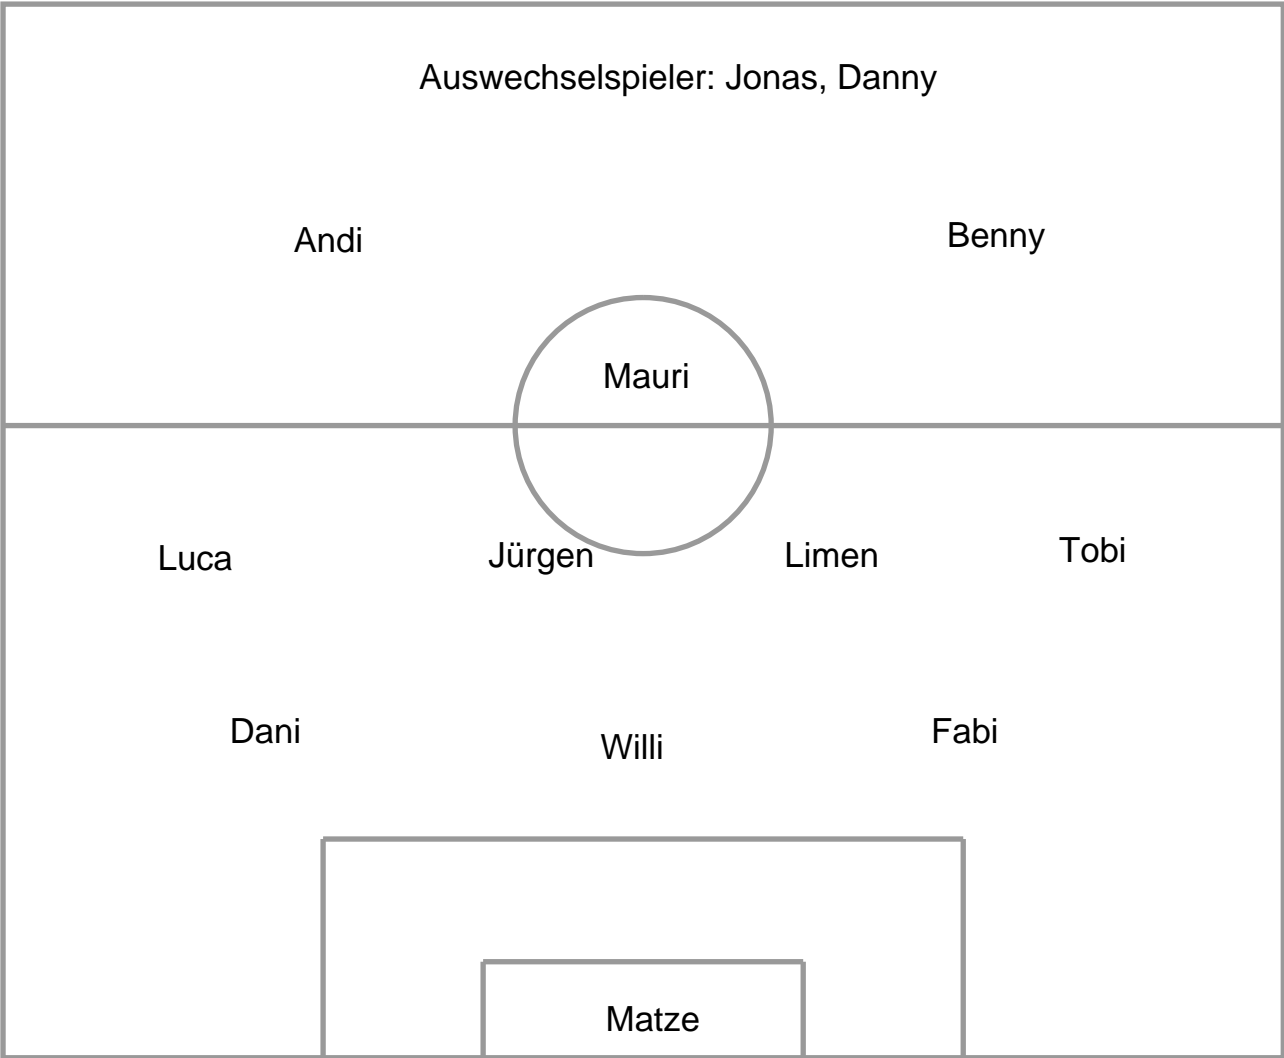 Auswechselspieler: Jonas, Danny
Andi
Benny
Mauri
Luca
Jürgen
Limen
Tobi
Dani
Willi
Fabi
Matze